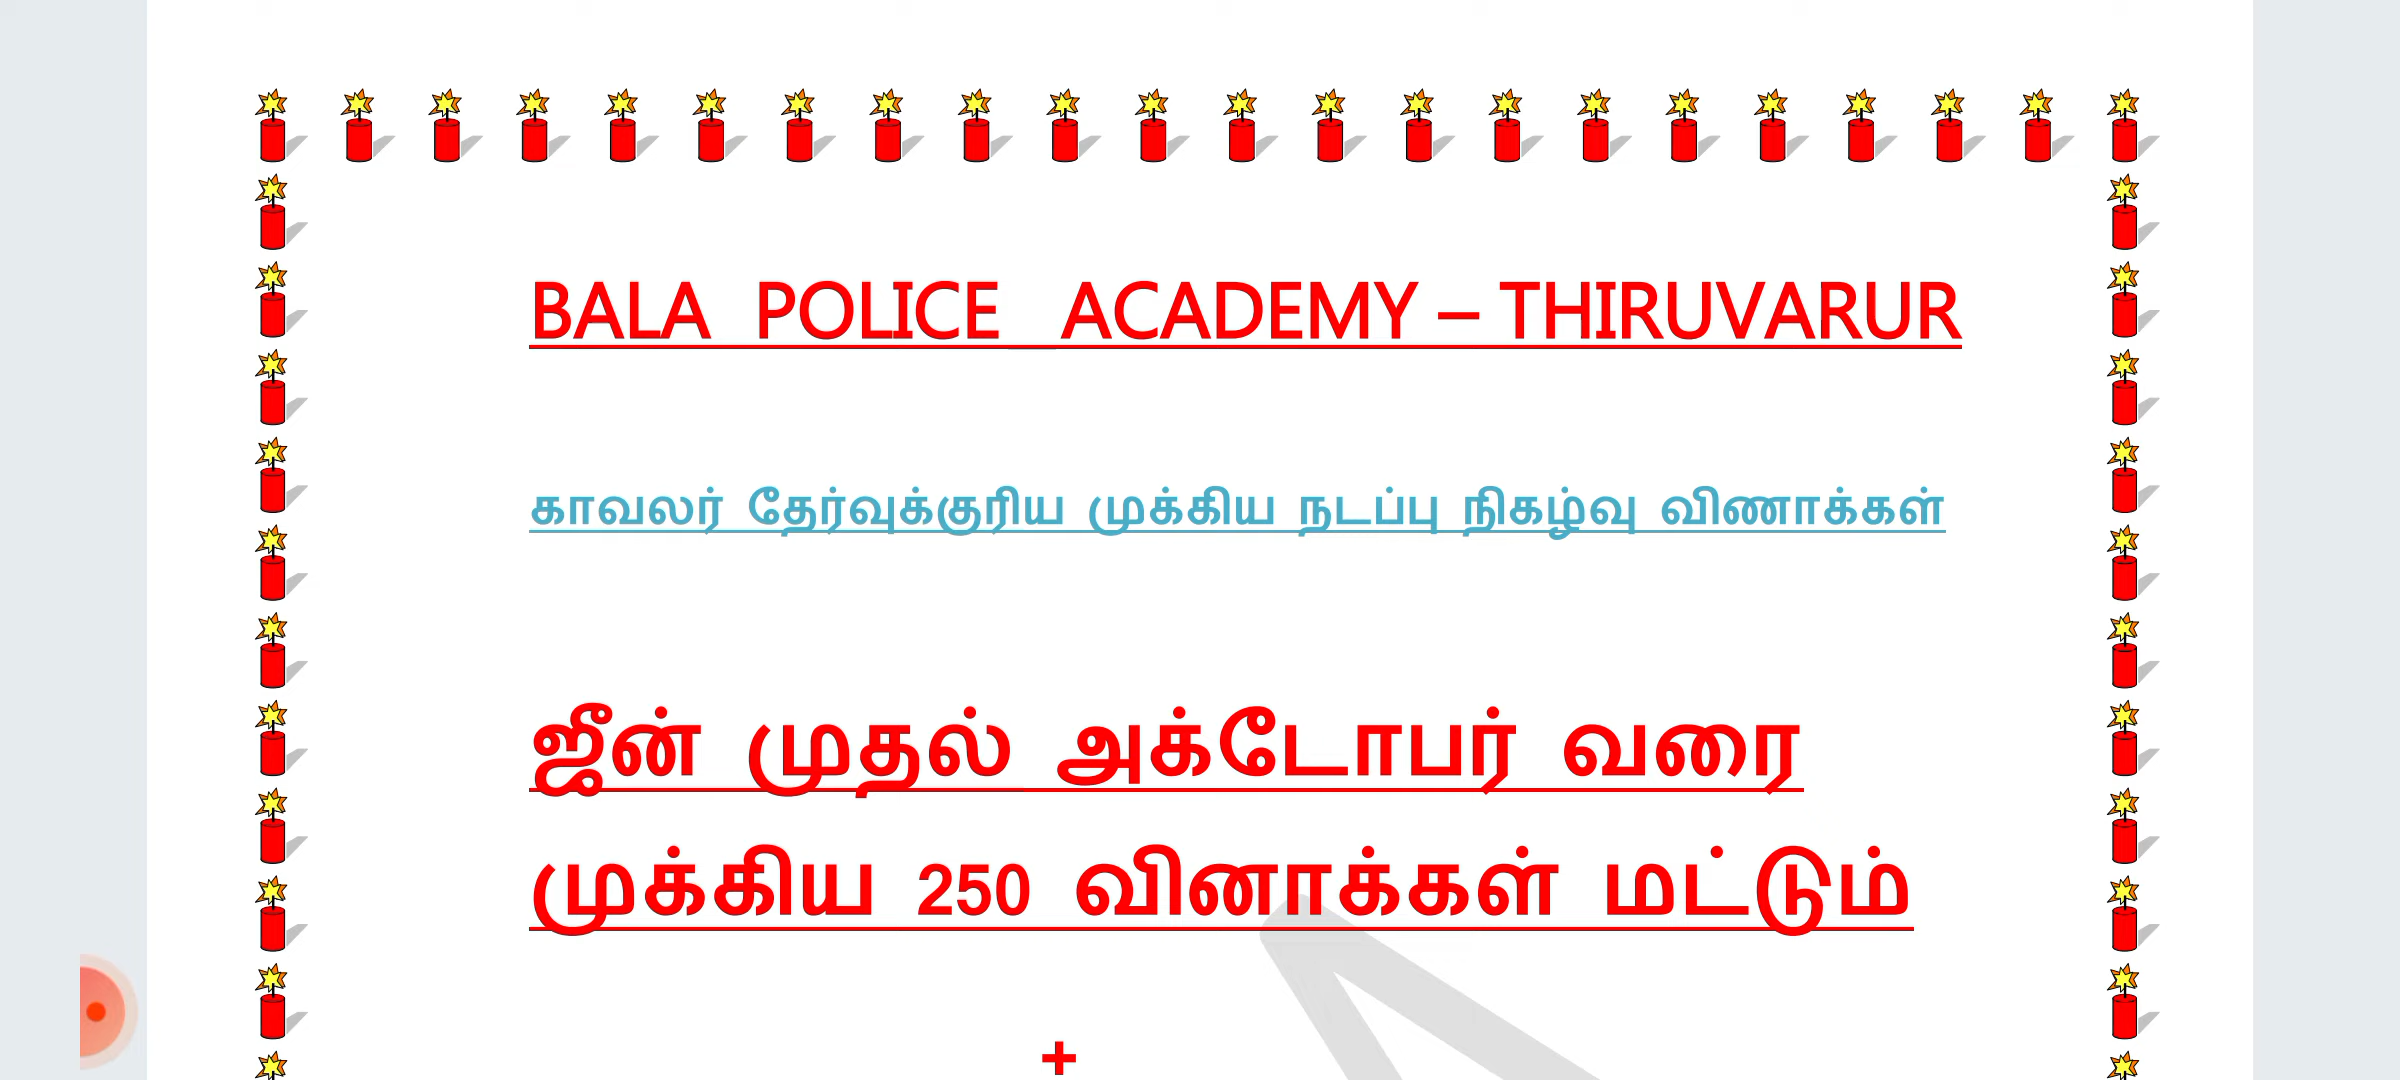 BALA POLICE ACADEMY – THIRUVARUR
காவலர் தேர்வுக்குரிய முக்கிய நடப்பு நிகழ்வு விணாக்கள்
ஜீன் முதல் அக்டோபர் வரை
முக்கிய 250 வினாக்கள் மட்டும்
+